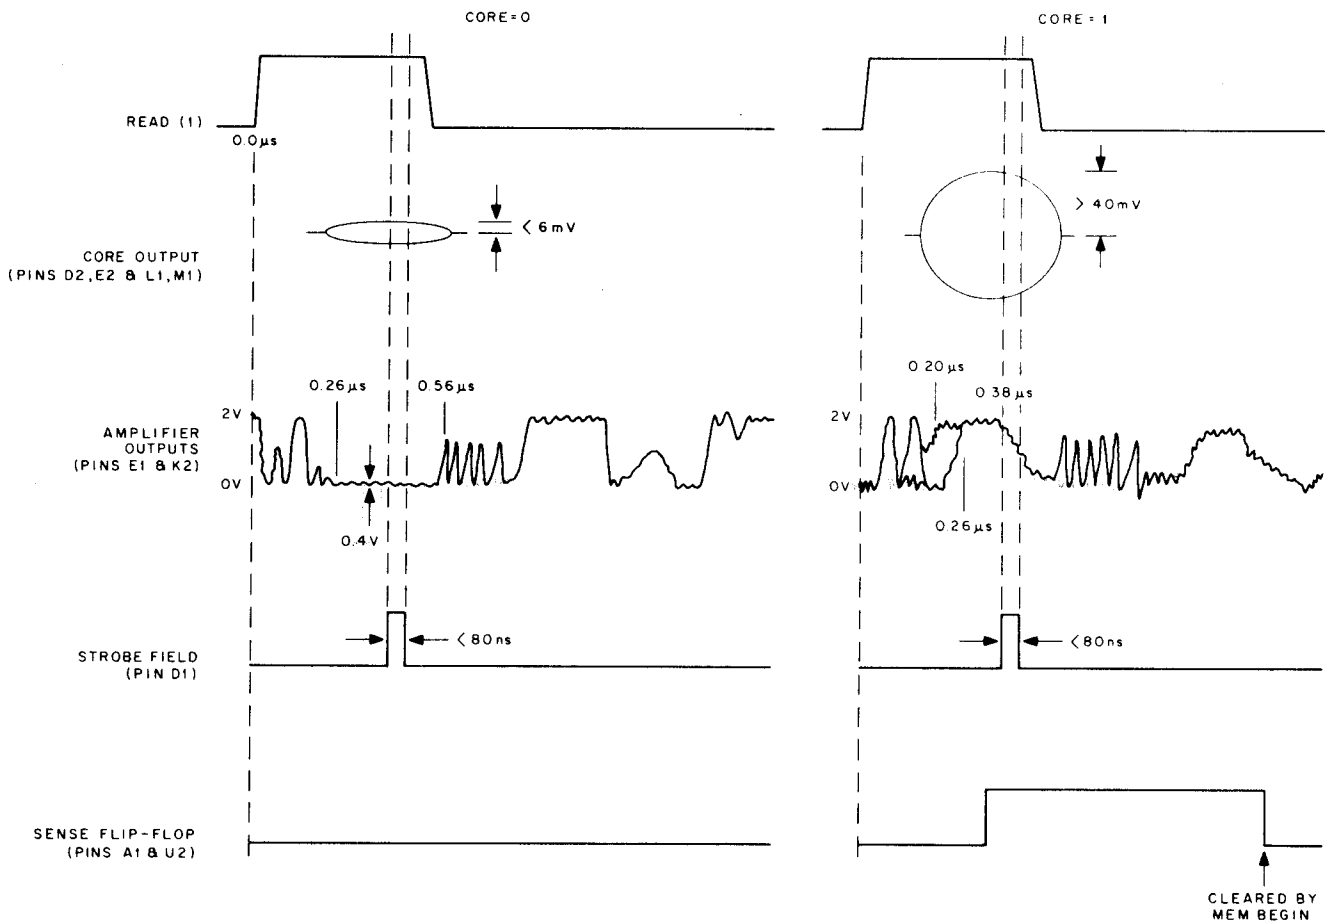 CORE=0
CORE=1
READ (1)
0.0µs
< 6mV
> 40mV
CORE OUTPUT
(PINS D2,E2 & L1,M1)
0.26µs
0.56µs
0.20µs
0.38µs
2V
2V
AMPLIFIER
OUTPUTS
(PINS E1 & K2)
0V
0V
0.4V
0.26µs
<80ns
<80ns
STROBE FIELD
(PIN D1)
SENSE FLIP-FLOP
(PINS A1 & U2)
CLEARED BY
MEM BEGIN